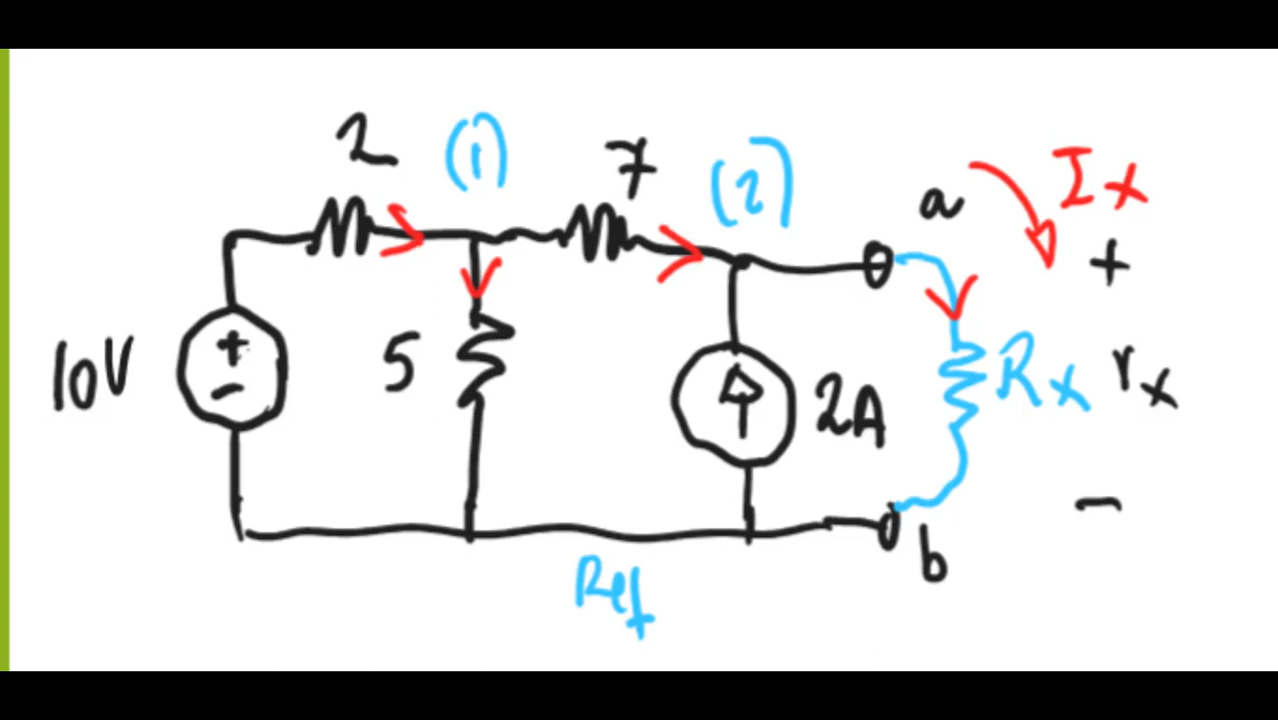 2
(1)
7
(2)
a
Ix
+
10V
+
-
5
2A
Rx
rx
-
b
Ref